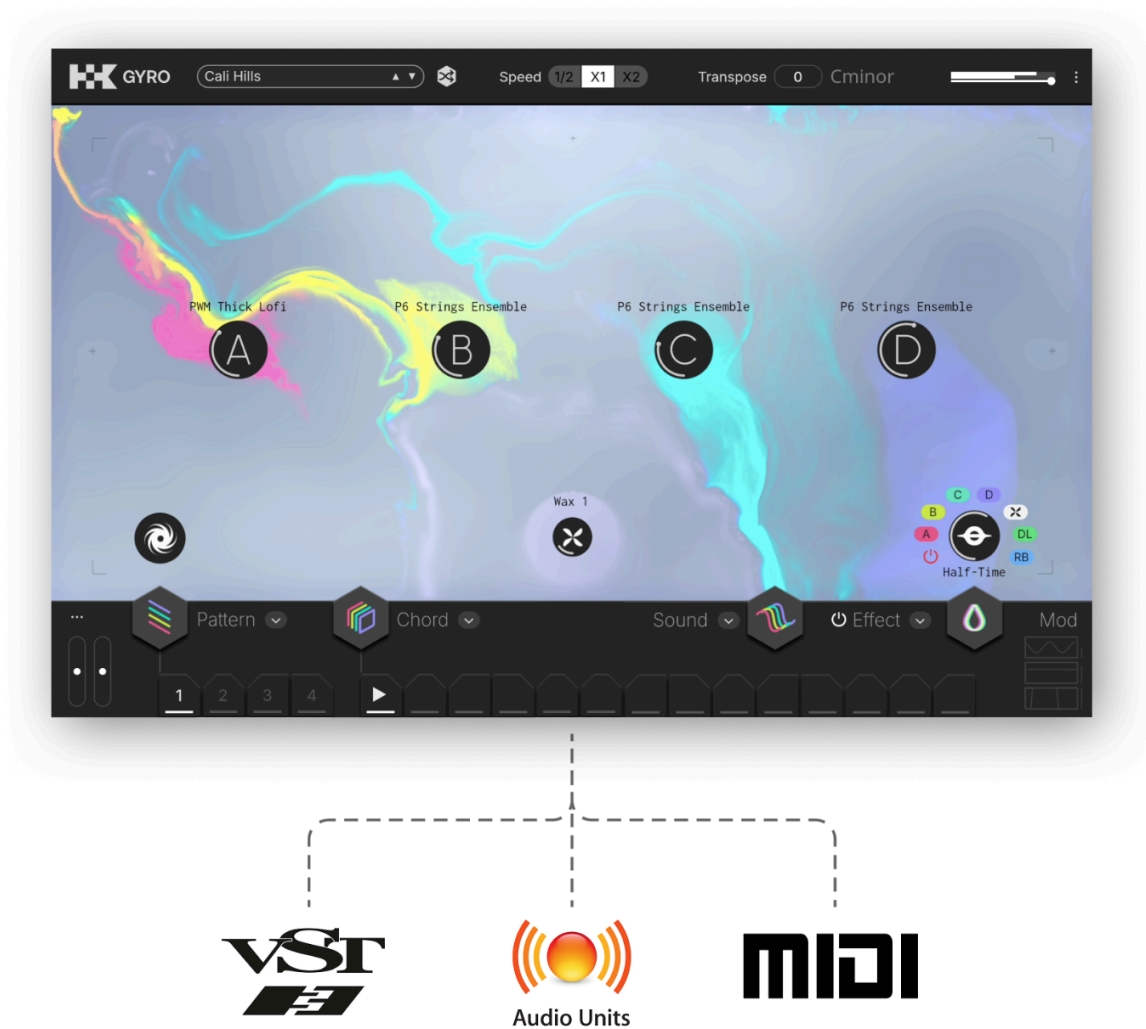 GYRO Cali Hills Speed 1/2 X1 X2 Transpose 0 Cminor
PWM Thick Lofi P6 Strings Ensemble P6 Strings Ensemble P6 Strings Ensemble
A B C D
Wax 1
C D
B
A DL
RB
Half-Time
Pattern Chord Sound Effect Mod
1 2 3 4
VST
3
MIDI
Audio Units